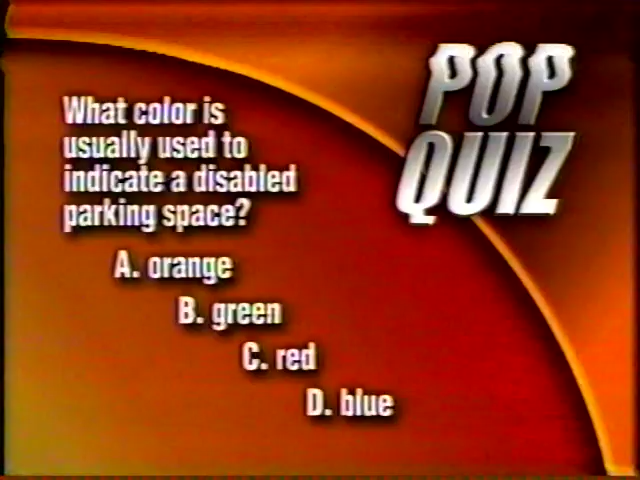 POP
QUIZ
What color is
usually used to
indicate a disabled
parking space?
A. orange
B. green
C. red
D. blue